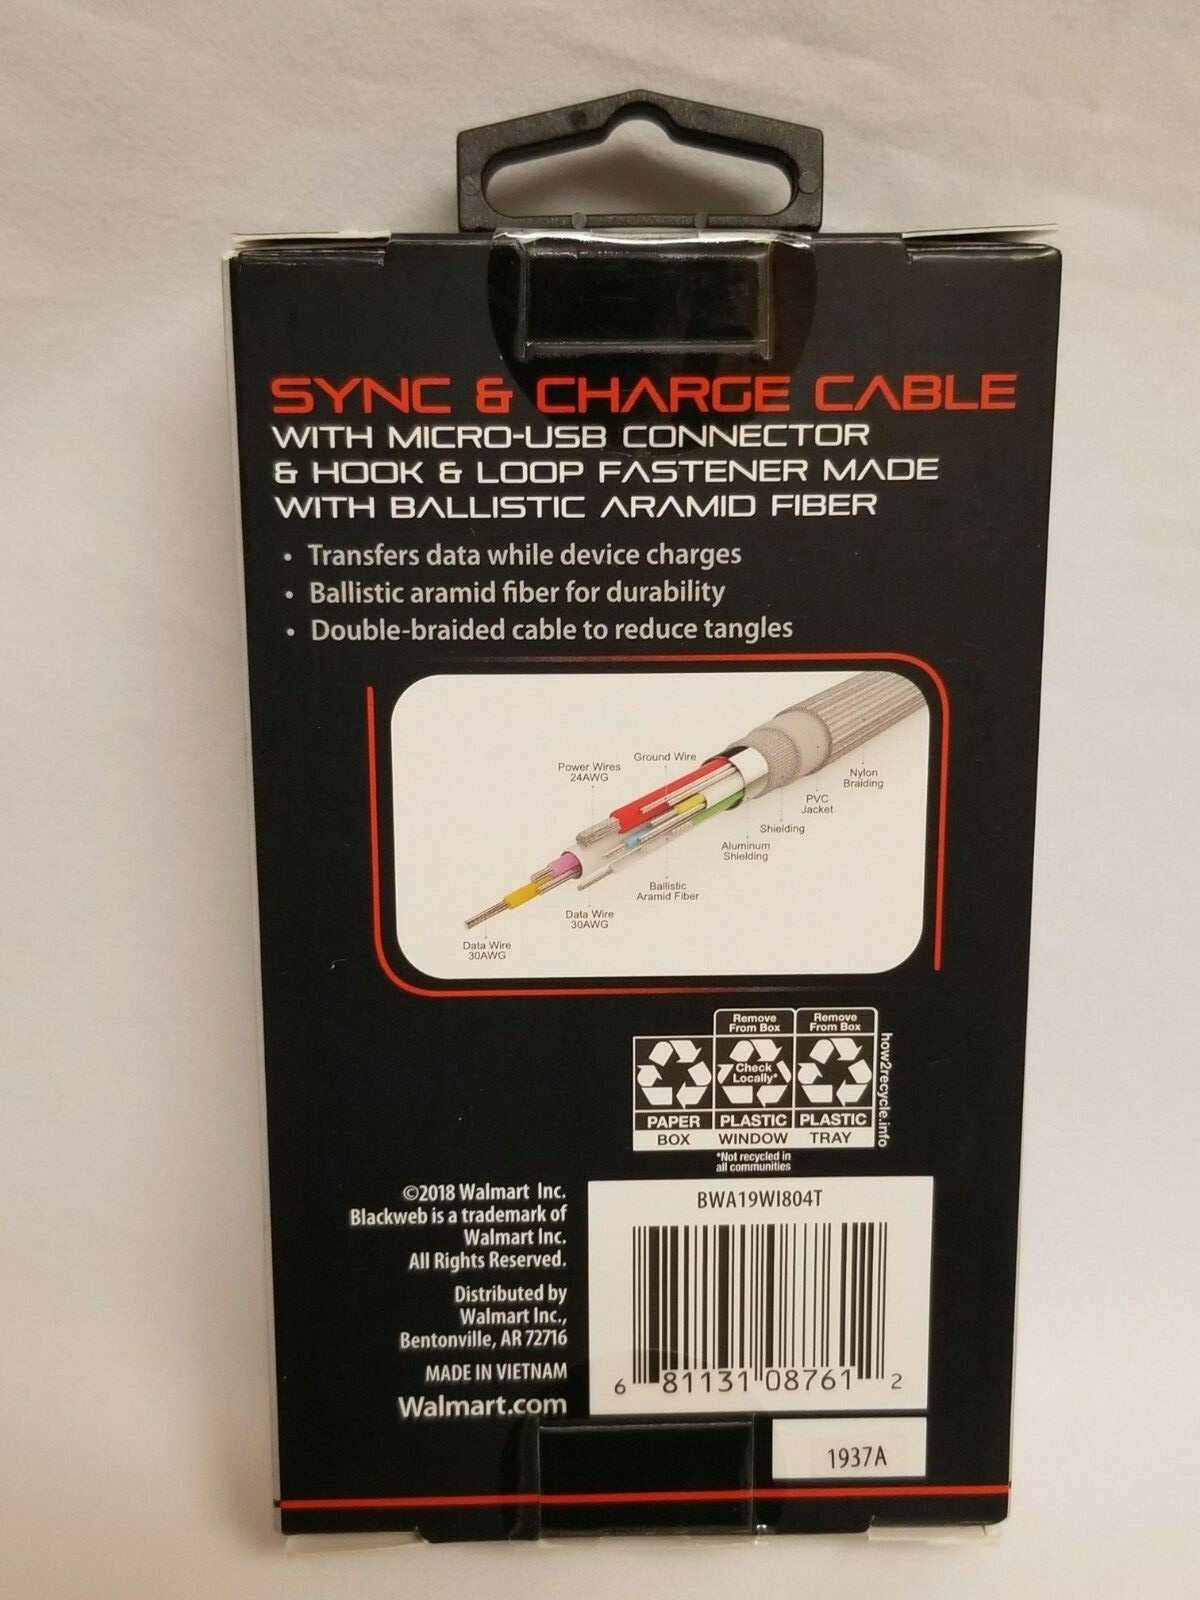 SYNC & CHARGE CABLE
WITH MICRO-USB CONNECTOR
& HOOK & LOOP FASTENER MADE
WITH BALLISTIC ARAMID FIBER
• Transfers data while device charges
• Ballistic aramid fiber for durability
• Double-braided cable to reduce tangles
Ground Wire
Power Wires
24AWG
Nylon
Braiding
PVC
Jacket
Shielding
Aluminum
Shielding
Ballistic
Aramid Fiber
Data Wire
30AWG
Data Wire
30AWG
Remove
From Box
Remove
From Box
Check
Locally*
PAPER
PLASTIC
PLASTIC
BOX
WINDOW
TRAY
how2recycle.info
*Not recycled in
all communities
©2018 Walmart Inc.
Blackweb is a trademark of
Walmart Inc.
All Rights Reserved.
Distributed by
Walmart Inc.,
Bentonville, AR 72716
MADE IN VIETNAM
Walmart.com
BWA19WI804T
6 81131 08761 2
1937A